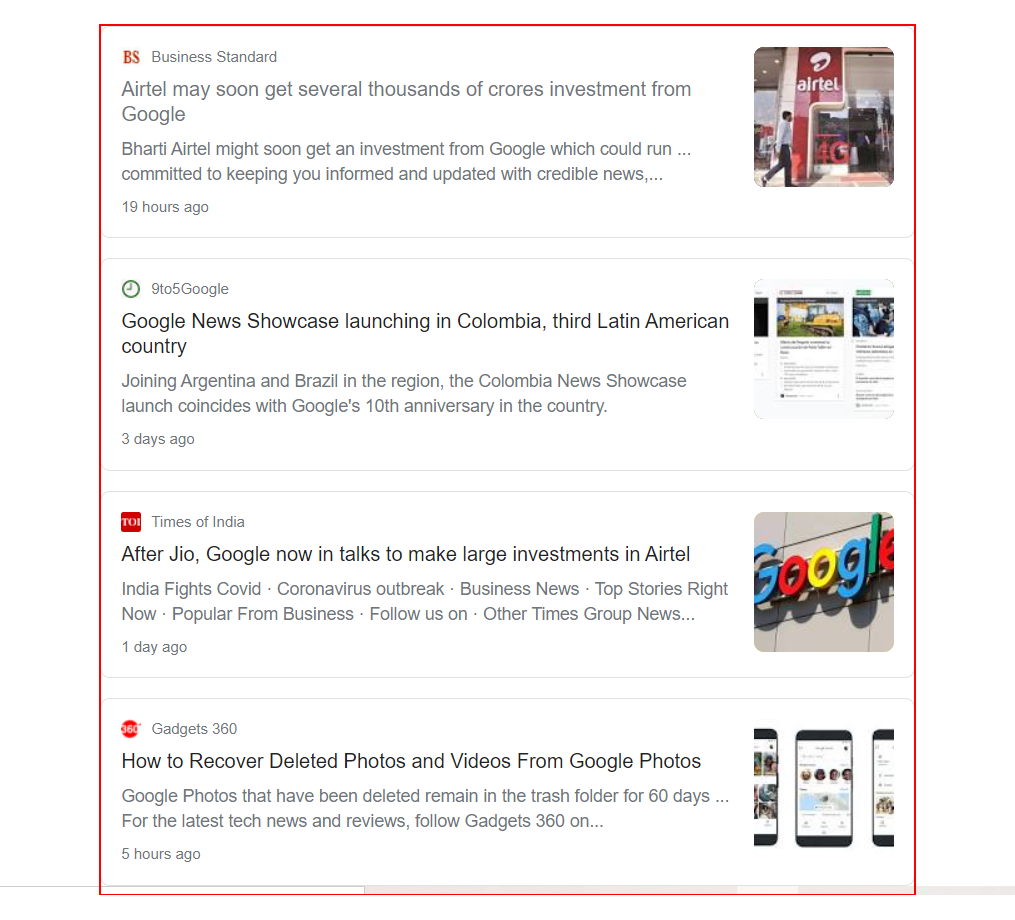 BS Business Standard
Airtel may soon get several thousands of crores investment from
Google
Bharti Airtel might soon get an investment from Google which could run ...
committed to keeping you informed and updated with credible news,...
19 hours ago
airtel
4G
9to5Google
Google News Showcase launching in Colombia, third Latin American
country
Joining Argentina and Brazil in the region, the Colombia News Showcase
launch coincides with Google's 10th anniversary in the country.
3 days ago
TOI Times of India
After Jio, Google now in talks to make large investments in Airtel
India Fights Covid · Coronavirus outbreak · Business News · Top Stories Right
Now · Popular From Business · Follow us on · Other Times Group News...
1 day ago
Google
360 Gadgets 360
How to Recover Deleted Photos and Videos From Google Photos
Google Photos that have been deleted remain in the trash folder for 60 days ...
For the latest tech news and reviews, follow Gadgets 360 on...
5 hours ago